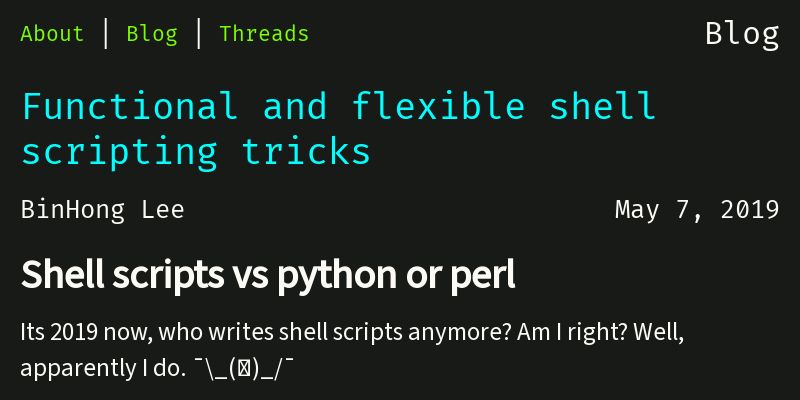 About | Blog | Threads Blog
Functional and flexible shell
scripting tricks
BinHong Lee May 7, 2019
Shell scripts vs python or perl
Its 2019 now, who writes shell scripts anymore? Am I right? Well,
apparently I do. ¯\_(〿)_/¯